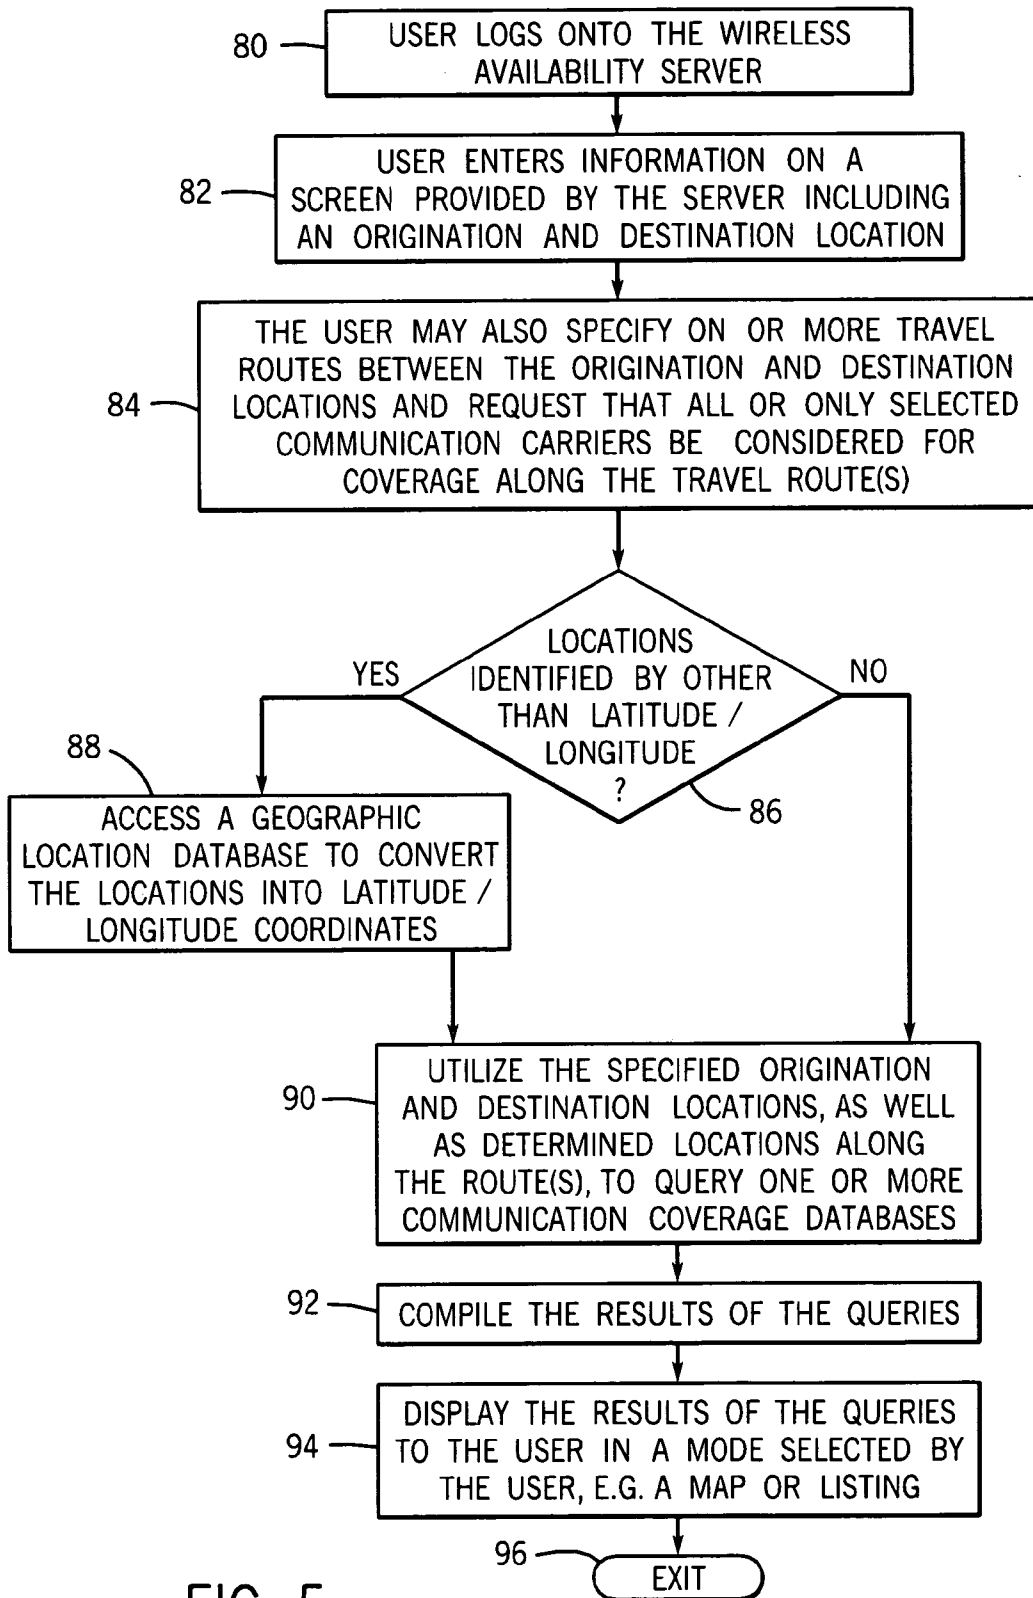 80
USER LOGS ONTO THE WIRELESS
AVAILABILITY SERVER
82
USER ENTERS INFORMATION ON A
SCREEN PROVIDED BY THE SERVER INCLUDING
AN ORIGINATION AND DESTINATION LOCATION
84
THE USER MAY ALSO SPECIFY ON OR MORE TRAVEL
ROUTES BETWEEN THE ORIGINATION AND DESTINATION
LOCATIONS AND REQUEST THAT ALL OR ONLY SELECTED
COMMUNICATION CARRIERS BE CONSIDERED FOR
COVERAGE ALONG THE TRAVEL ROUTE(S)
LOCATIONS
IDENTIFIED BY OTHER
THAN LATITUDE /
LONGITUDE
?
86
YES
NO
88
ACCESS A GEOGRAPHIC
LOCATION DATABASE TO CONVERT
THE LOCATIONS INTO LATITUDE /
LONGITUDE COORDINATES
90
UTILIZE THE SPECIFIED ORIGINATION
AND DESTINATION LOCATIONS, AS WELL
AS DETERMINED LOCATIONS ALONG
THE ROUTE(S), TO QUERY ONE OR MORE
COMMUNICATION COVERAGE DATABASES
92
COMPILE THE RESULTS OF THE QUERIES
94
DISPLAY THE RESULTS OF THE QUERIES
TO THE USER IN A MODE SELECTED BY
THE USER, E.G. A MAP OR LISTING
96
EXIT
FIG. 5